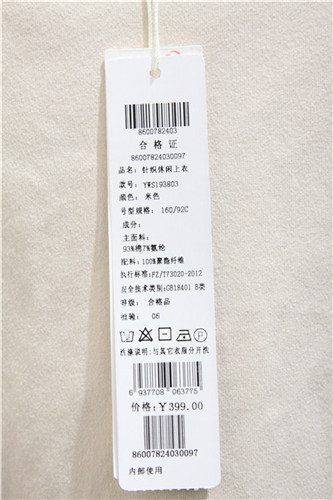 8600782403
合格证
8600782403​0097
品名: 针织休闲上衣
款号: YWS193803
颜色: 米色
号型规格: 160/92C
成分:
主面料:
93%棉7%氨纶
配料: 100%聚酯纤维
执行标准:FZ/T73020-2012
安全技术类别:GB18401 B类
等级: 合格品
检验: 06
P
洗涤说明:与其它衣服分开洗
6 937708 063775
价格:￥399.00
8600782403​0097
内部使用